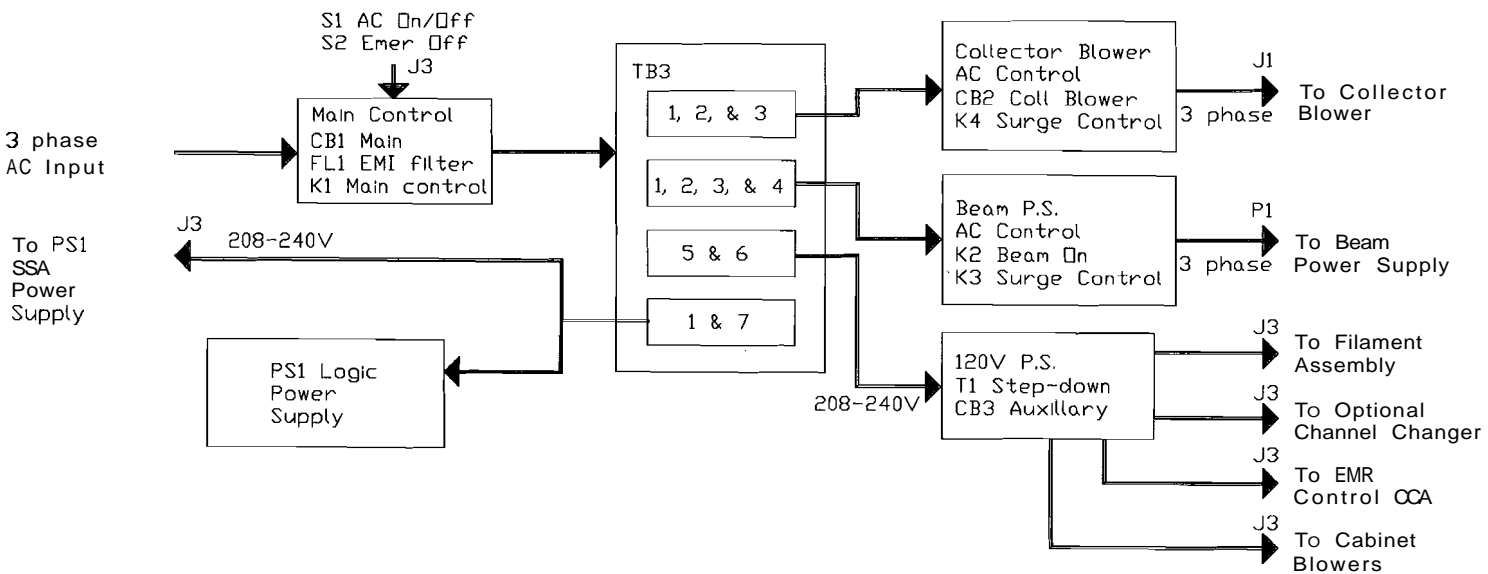 S1 AC On/Off
S2 Emer Off
J3
3 phase
AC Input
Main Control
CB1 Main
FL1 EMI filter
K1 Main control
TB3
1, 2, & 3
1, 2, 3, & 4
5 & 6
1 & 7
Collector Blower
AC Control
CB2 Coll Blower
K4 Surge Control
J1
3 phase
To Collector
Blower
Beam P.S.
AC Control
K2 Beam On
K3 Surge Control
P1
3 phase
To Beam
Power Supply
J3
208-240V
To PS1
SSA
Power
Supply
PS1 Logic
Power
Supply
208-240V
120V P.S.
T1 Step-down
CB3 Auxillary
J3
To Filament
Assembly
J3
To Optional
Channel Changer
J3
To EMR
Control CCA
J3
To Cabinet
Blowers